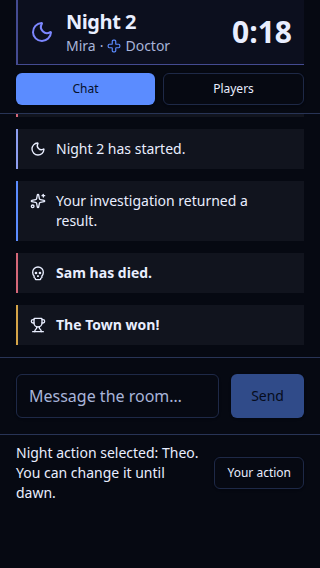 Night 2
Mira · Doctor
0:18
Chat
Players
Night 2 has started.
Your investigation returned a
result.
Sam has died.
The Town won!
Message the room...
Send
Night action selected: Theo.
You can change it until
dawn.
Your action